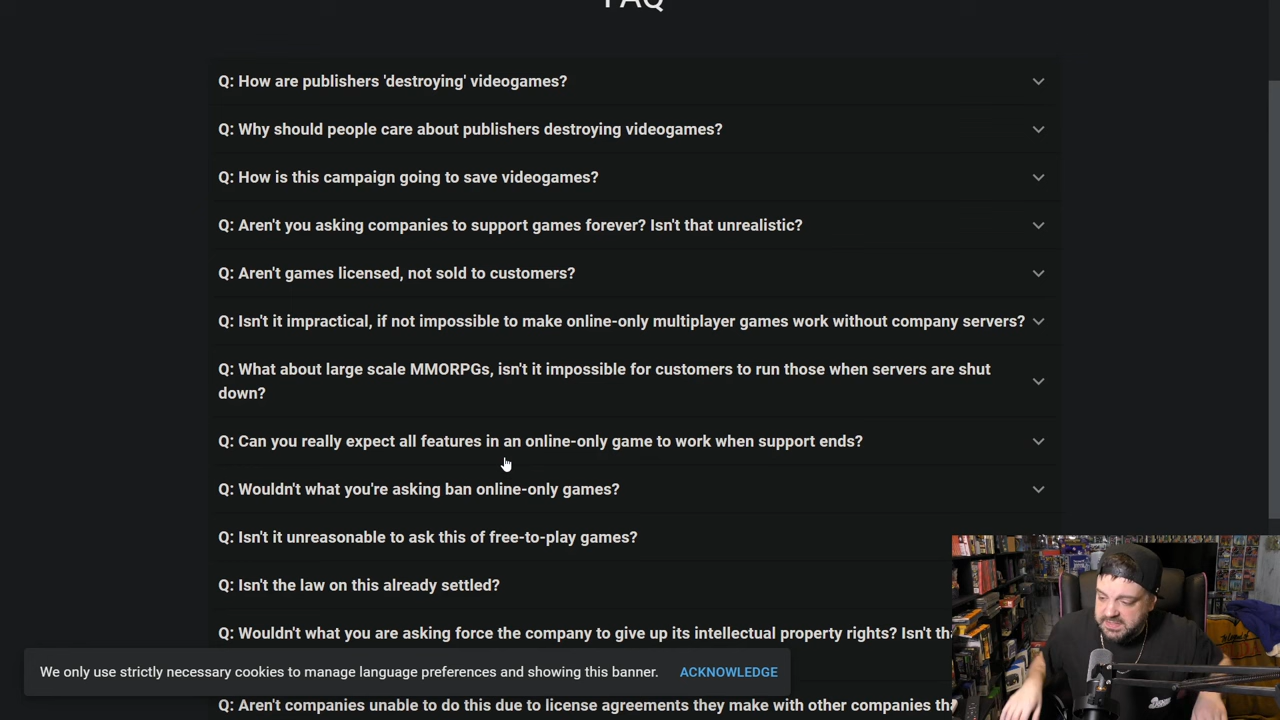 FAQ
Q: How are publishers 'destroying' videogames?
Q: Why should people care about publishers destroying videogames?
Q: How is this campaign going to save videogames?
Q: Aren't you asking companies to support games forever? Isn't that unrealistic?
Q: Aren't games licensed, not sold to customers?
Q: Isn't it impractical, if not impossible to make online-only multiplayer games work without company servers?
Q: What about large scale MMORPGs, isn't it impossible for customers to run those when servers are shut
down?
Q: Can you really expect all features in an online-only game to work when support ends?
Q: Wouldn't what you're asking ban online-only games?
Q: Isn't it unreasonable to ask this of free-to-play games?
Q: Isn't the law on this already settled?
Q: Wouldn't what you are asking force the company to give up its intellectual property rights? Isn't
We only use strictly necessary cookies to manage language preferences and showing this banner. ACKNOWLEDGE
Q: Aren't companies unable to do this due to license agreements they make with other companies